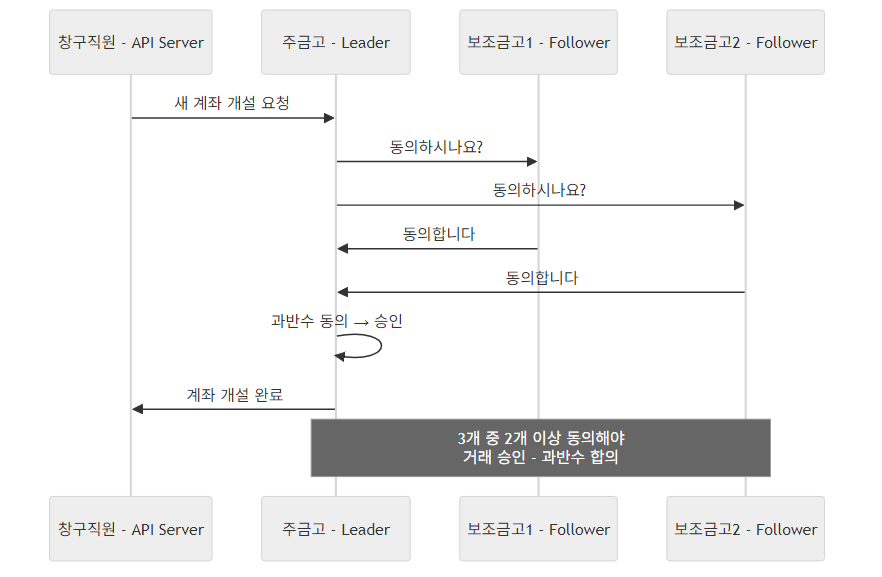 창구직원 - API Server
주금고 - Leader
보조금고1 - Follower
보조금고2 - Follower
새 계좌 개설 요청
동의하시나요?
동의하시나요?
동의합니다
동의합니다
과반수 동의 → 승인
계좌 개설 완료
3개 중 2개 이상 동의해야
거래 승인 - 과반수 합의
창구직원 - API Server
주금고 - Leader
보조금고1 - Follower
보조금고2 - Follower